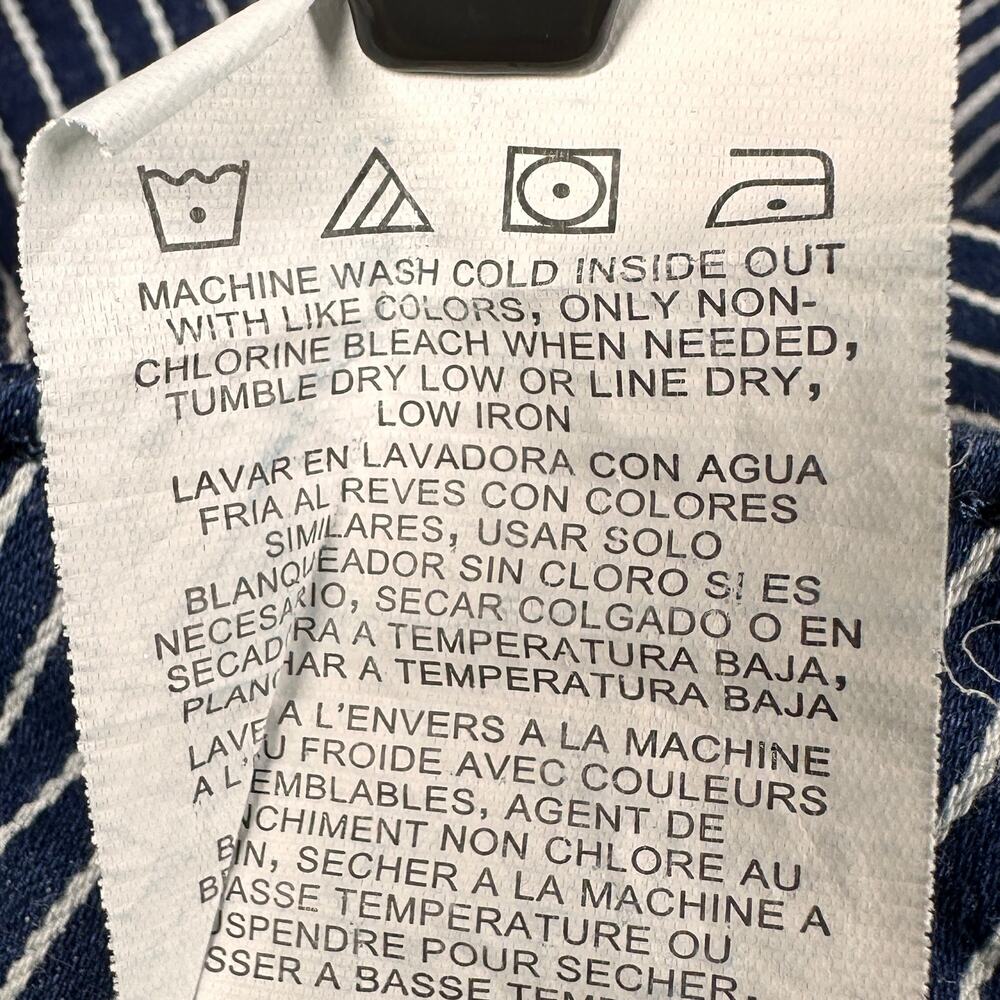 MACHINE WASH COLD INSIDE OUT
WITH LIKE COLORS, ONLY NON-
CHLORINE BLEACH WHEN NEEDED,
TUMBLE DRY LOW OR LINE DRY,
LOW IRON
LAVAR EN LAVADORA CON AGUA
FRIA AL REVES CON COLORES
SIMILARES, USAR SOLO
BLANQUEADOR SIN CLORO SI ES
NECESARIO, SECAR COLGADO O EN
SECADRA A TEMPERATURA BAJA,
PLANCHAR A TEMPERATURA BAJA
LAVE A L'ENVERS A LA MACHINE
A L' FROIDE AVEC COULEURS
EMBLABLES, AGENT DE
NCHIMENT NON CHLORE AU
SECHER A LA MACHINE A
BASSE TEMPERATURE OU
USPENDRE POUR SECHER.
SSER A BASSE